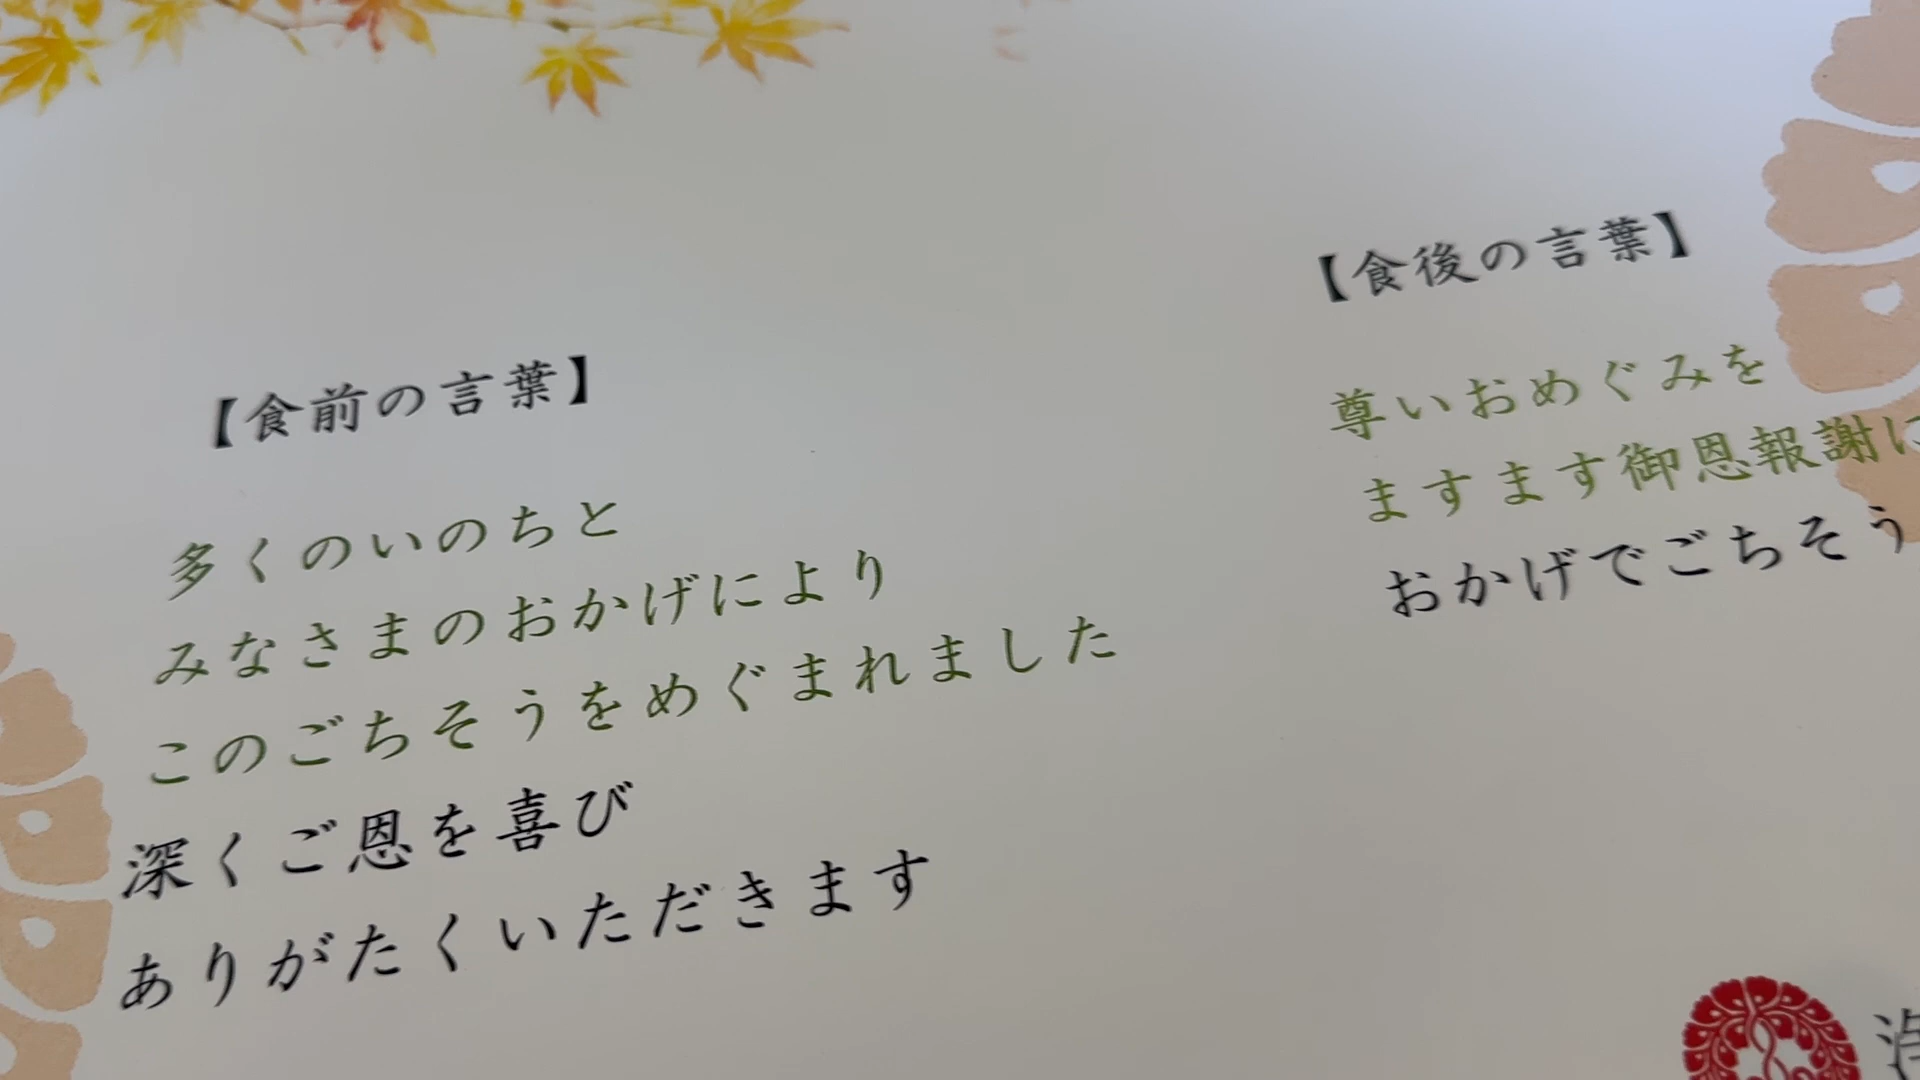 【食前の言葉】
多くのいのちと
みなさまのおかげにより
このごちそうをめぐまれました
深くご恩を喜び
ありがたくいただきます
【食後の言葉】
尊いおめぐみを
ますます御恩報謝に
おかげでごちそう